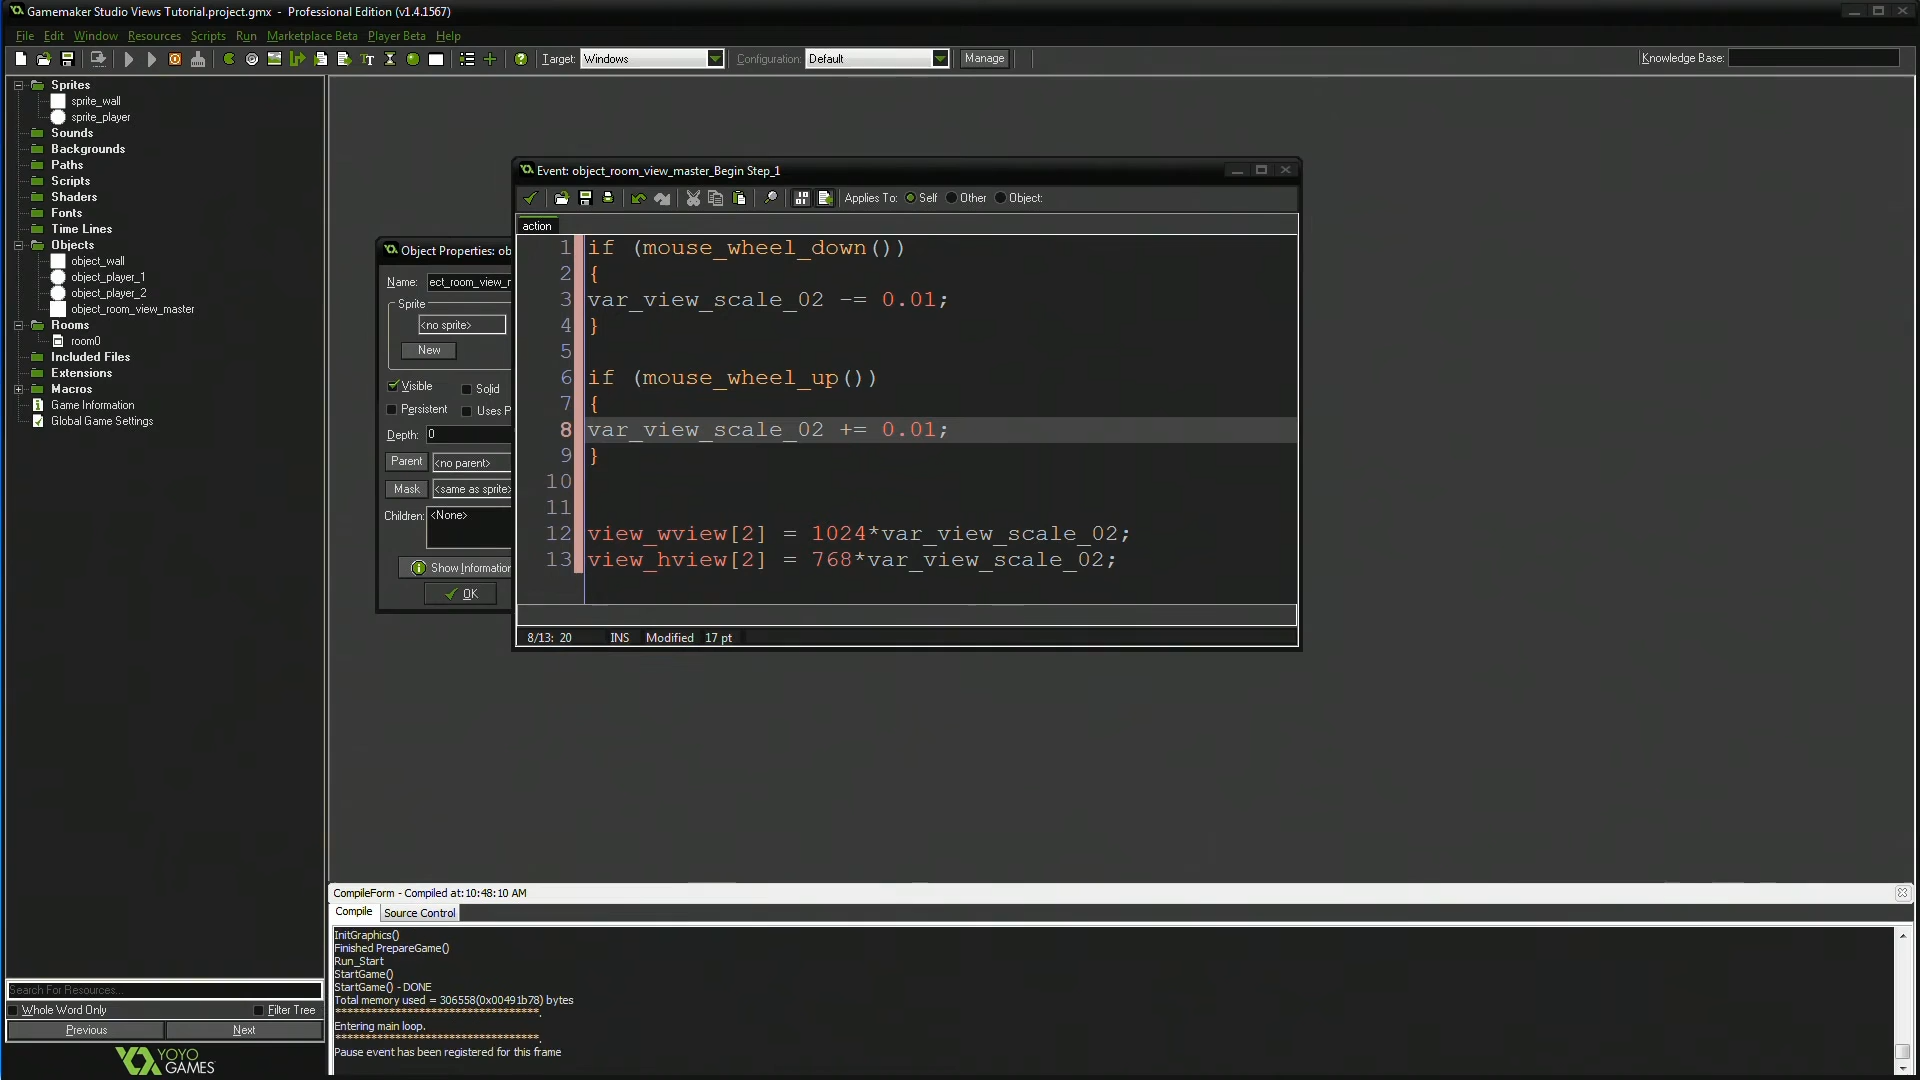 Gamemaker Studio Views Tutorial.project.gmx - Professional Edition (v1.4.1567)
File Edit Window Resources Scripts Run Marketplace Beta Player Beta Help
Target: Windows Configuration: Default Manage Knowledge Base:
Sprites
sprite_wall
sprite_player
Sounds
Backgrounds
Paths
Scripts
Shaders
Fonts
Time Lines
Objects
object_wall
object_player_1
object_player_2
object_room_view_master
Rooms
room0
Included Files
Extensions
Macros
Game Information
Global Game Settings
Search For Resources...
Whole Word Only Filter Tree
Previous Next
YOYO
GAMES
Object Properties: ob
Name: ect_room_view_r
Sprite
<no sprite>
New
Visible Solid
Persistent Uses P
Depth: 0
Parent <no parent>
Mask <same as sprite>
Children: <None>
Show Information
OK
Event: object_room_view_master_Begin Step_1
Applies To: Self Other Object:
action
1 if (mouse_wheel_down())
2 {
3 var_view_scale_02 -= 0.01;
4 }
5
6 if (mouse_wheel_up())
7 {
8 var_view_scale_02 += 0.01;
9 }
10
11
12 view_wview[2] = 1024*var_view_scale_02;
13 view_hview[2] = 768*var_view_scale_02;
8/13: 20 INS Modified 17 pt
CompileForm - Compiled at:10:48:10 AM
Compile Source Control
InitGraphics()
Finished PrepareGame()
Run_Start
StartGame()
StartGame() - DONE
Total memory used = 306558(0x00491b78) bytes
***********************************.
Entering main loop.
***********************************.
Pause event has been registered for this frame